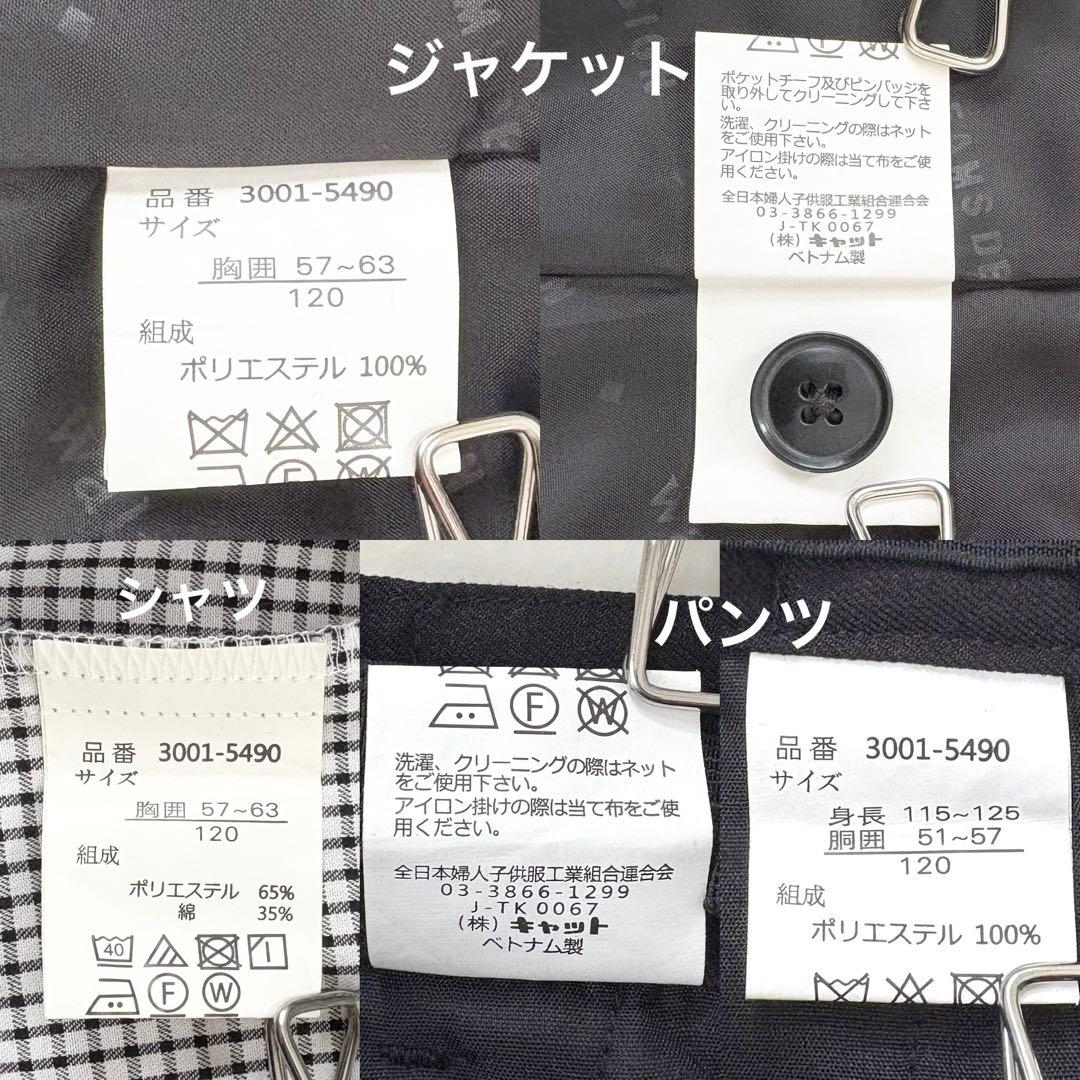 ジャケット
品番 3001-5490
サイズ
胸囲 57~63
120
組成
ポリエステル 100%
ポケットチーフ及びピンバッジを
取り外してクリーニングして下さ
い。
洗濯、クリーニングの際はネット
をご使用下さい。
アイロン掛けの際は当て布をご使
用ください。
全日本婦人子供服工業組合連合会
03-3866-1299
J-TK0067
(株) キャット
ベトナム製
シャツ
品番 3001-5490
サイズ
胸囲 57~63
120
組成
ポリエステル 65%
綿 35%
40
F
W
パンツ
F
W
洗濯、クリーニングの際はネット
をご使用下さい。
アイロン掛けの際は当て布をご使
用ください。
全日本婦人子供服工業組合連合会
03-3866-1299
J-TK0067
(株) キャット
ベトナム製
品番 3001-5490
サイズ
身長 115~125
胴囲 51~57
120
組成
ポリエステル 100%